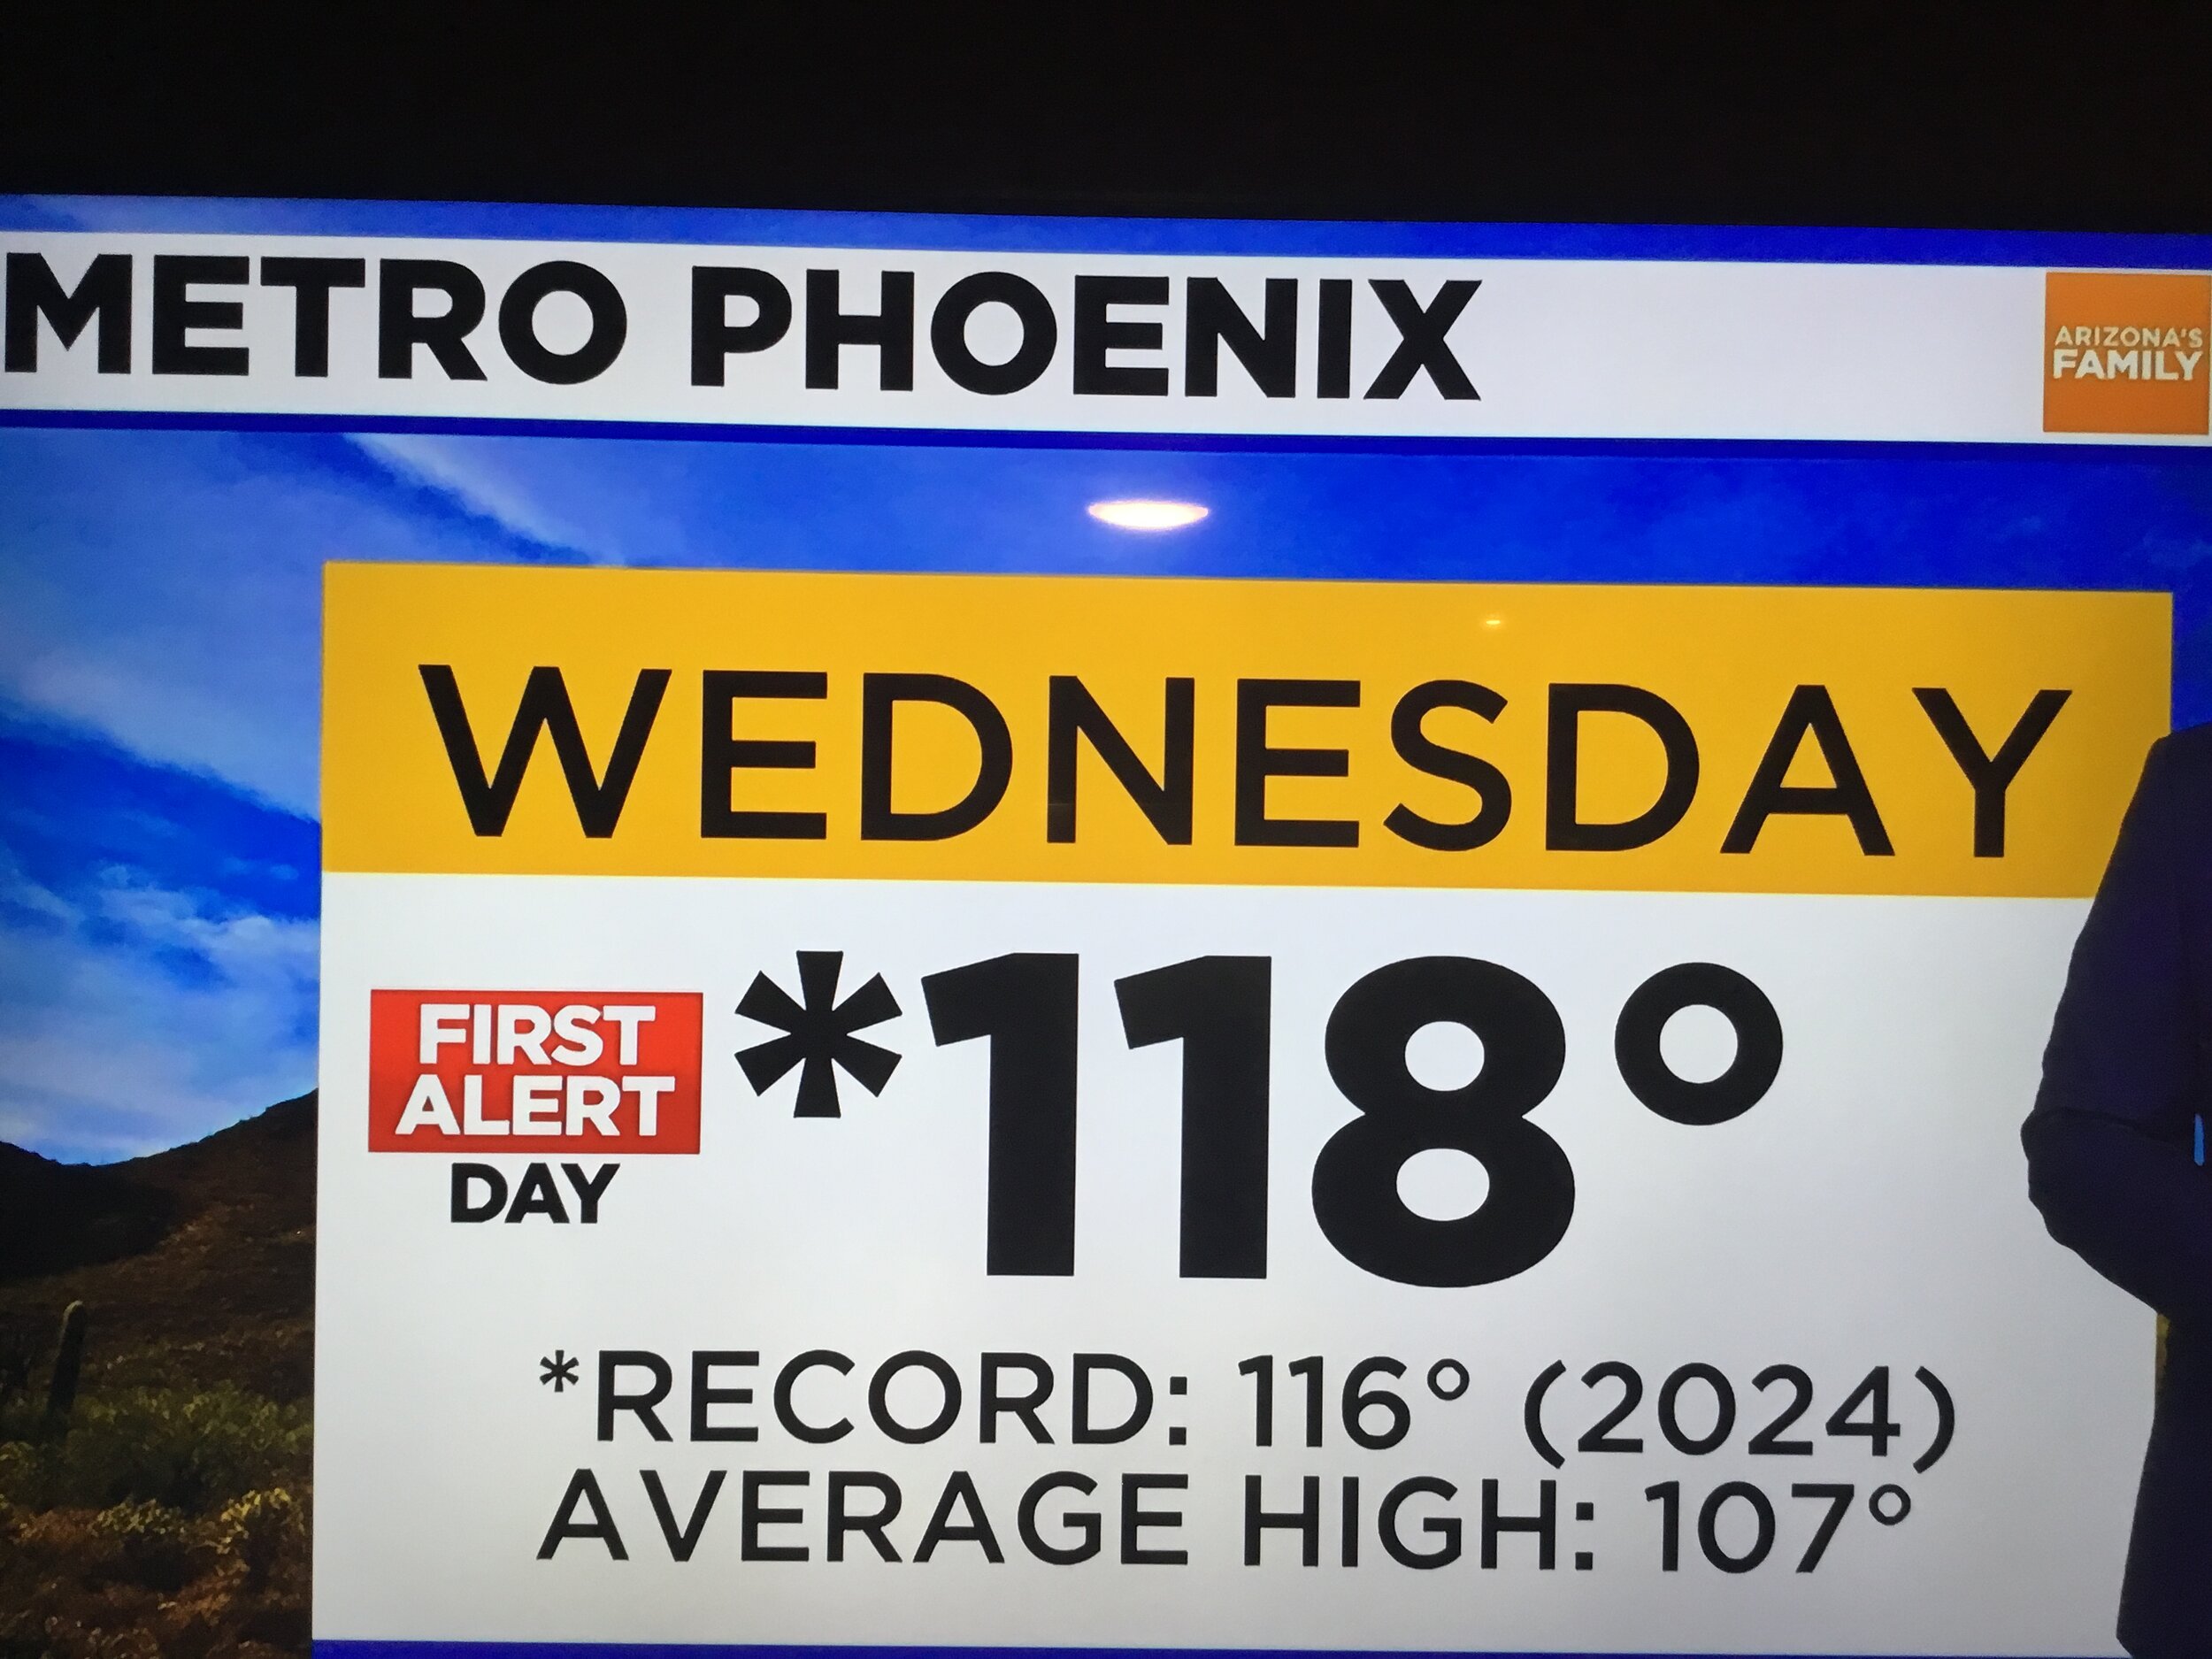 METRO PHOENIX
ARIZONA'S
FAMILY
WEDNESDAY
FIRST
ALERT
DAY
*118°
*RECORD: 116° (2024)
AVERAGE HIGH: 107°